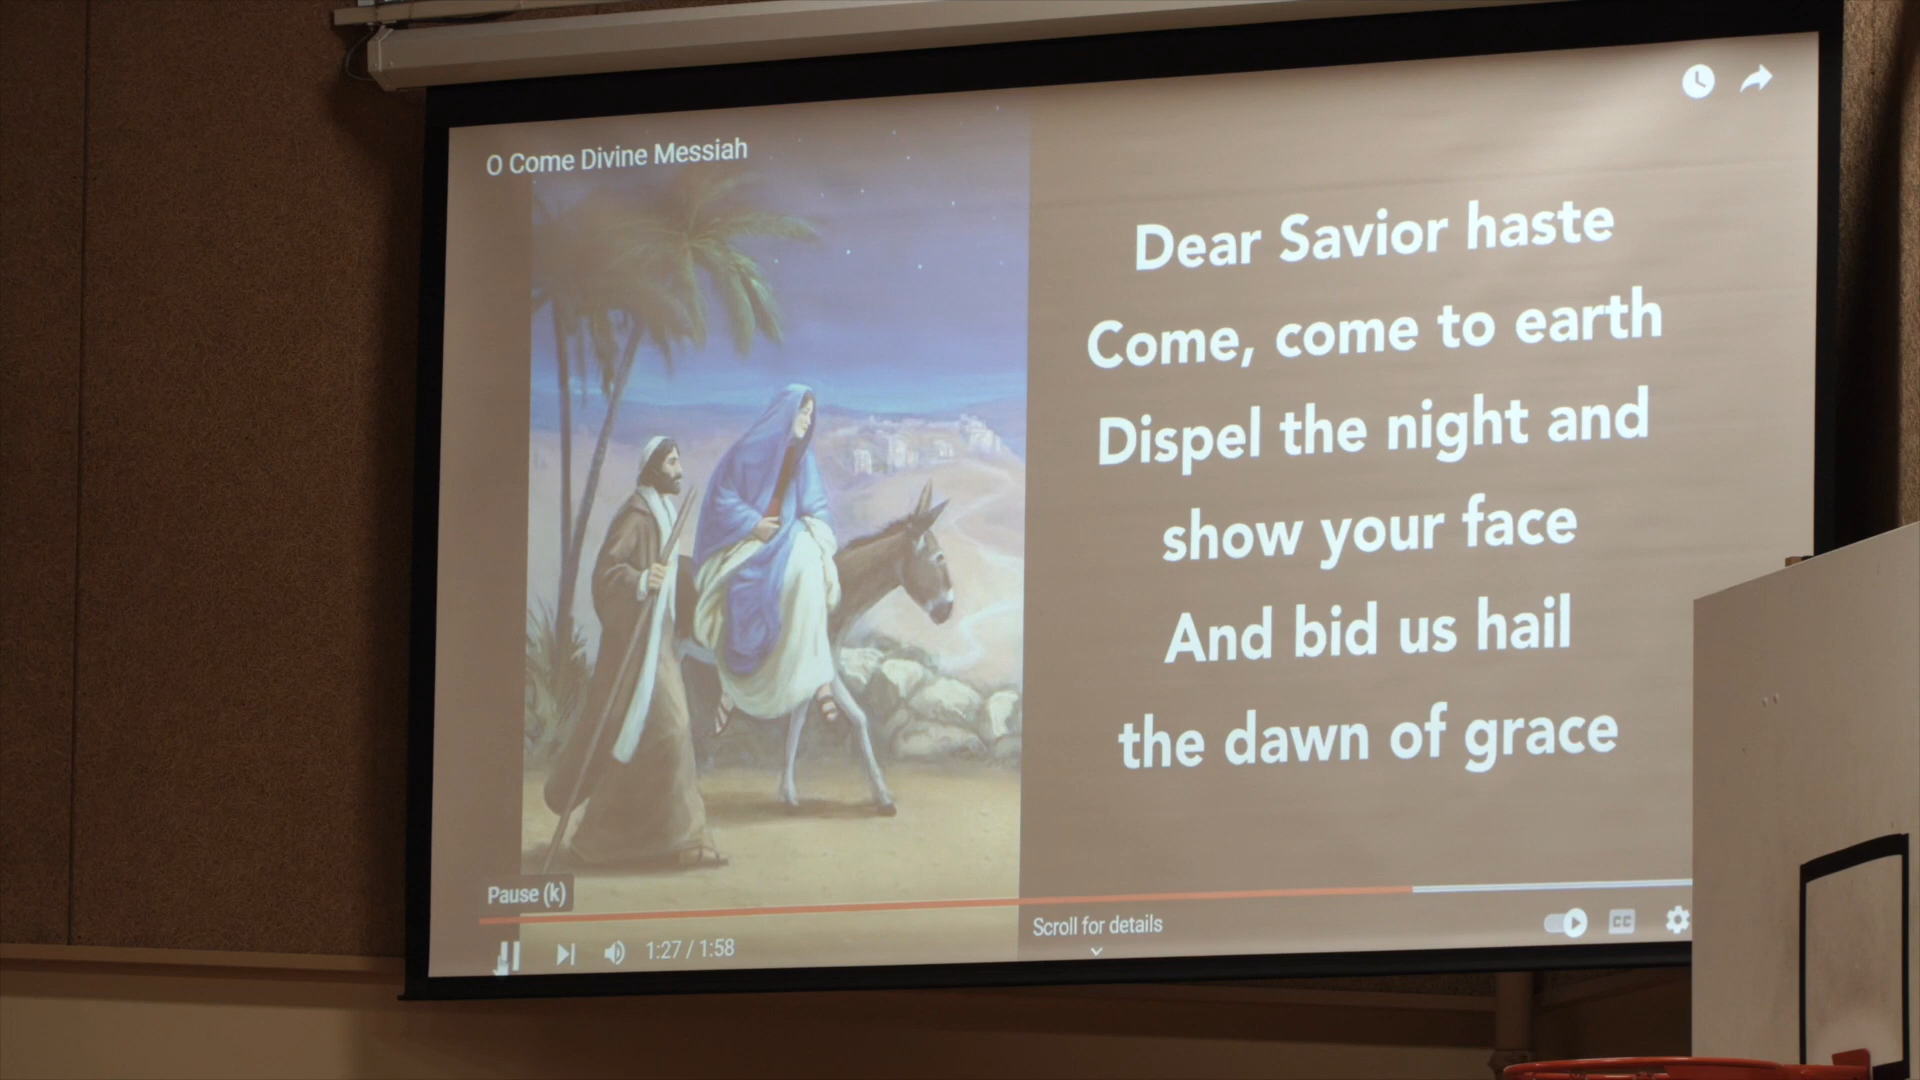 O Come Divine Messiah
Dear Savior haste
Come, come to earth
Dispel the night and
show your face
And bid us hail
the dawn of grace
Pause (k)
Scroll for details
1:27 / 1:58
CC